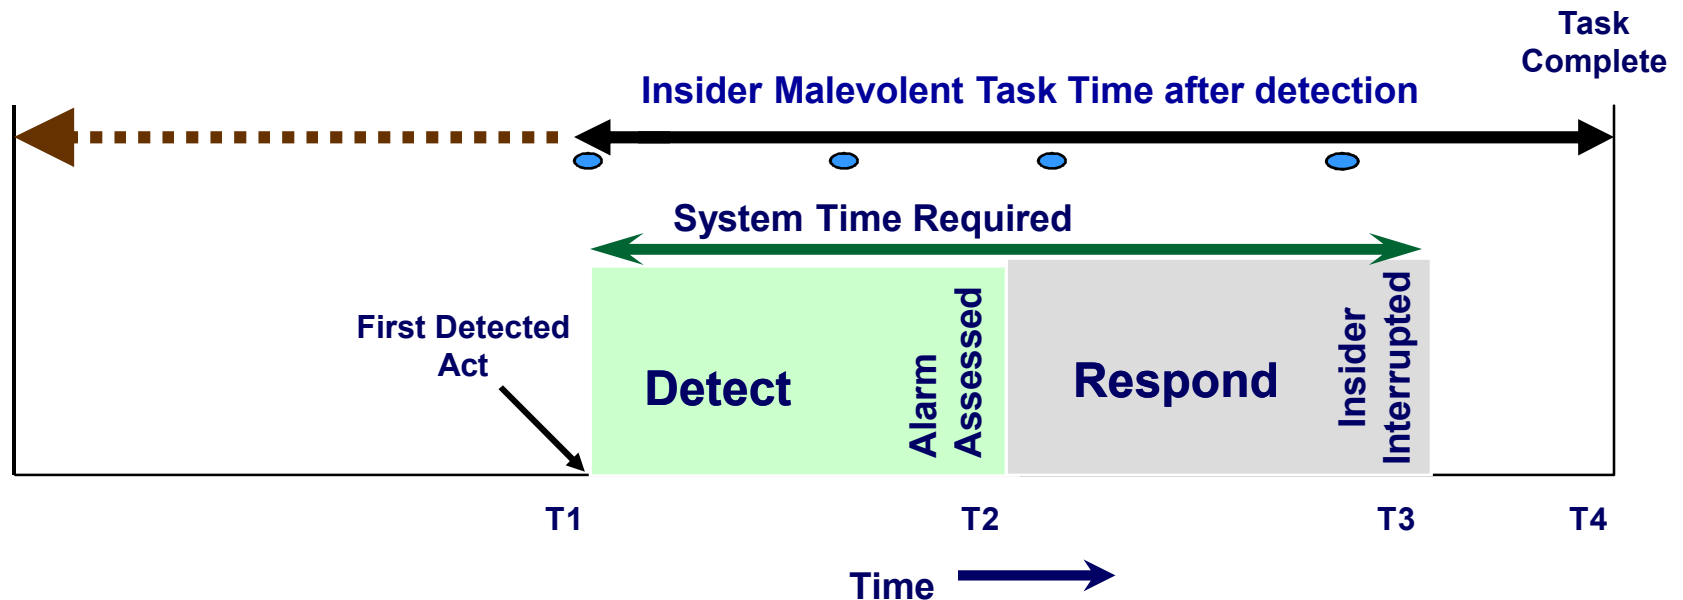 Task
Complete
Insider Malevolent Task Time after detection
System Time Required
First Detected
Act
Detect
Alarm
Assessed
Respond
Insider
Interrupted
T1
T2
T3
T4
Time